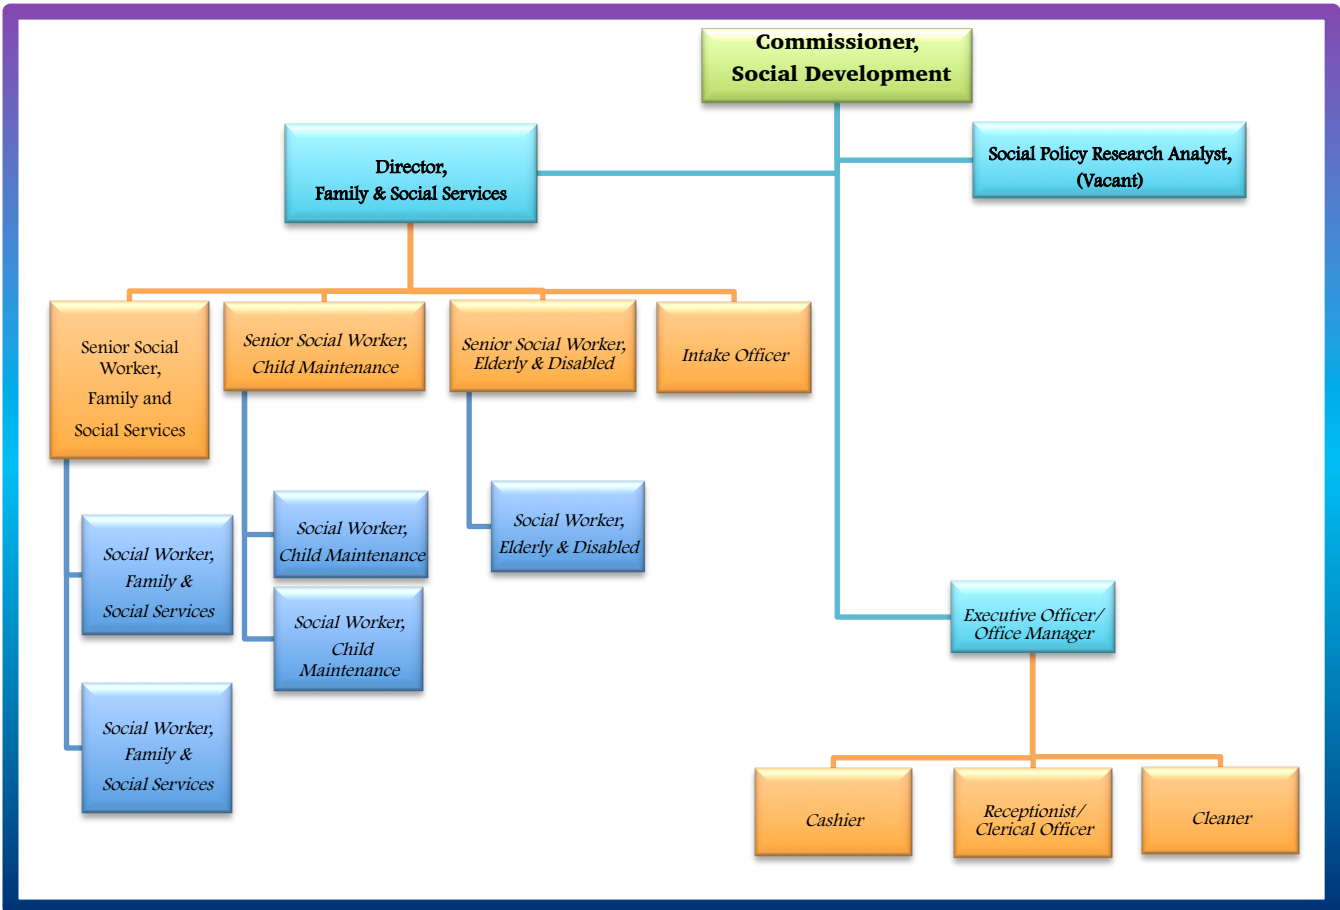 Commissioner,
Social Development
Director,
Family & Social Services
Social Policy Research Analyst,
(Vacant)
Senior Social
Worker,
Family and
Social Services
Senior Social Worker,
Child Maintenance
Senior Social Worker,
Elderly & Disabled
Intake Officer
Social Worker,
Family &
Social Services
Social Worker,
Child Maintenance
Social Worker,
Elderly & Disabled
Social Worker,
Child
Maintenance
Social Worker,
Family &
Social Services
Executive Officer/
Office Manager
Cashier
Receptionist/
Clerical Officer
Cleaner